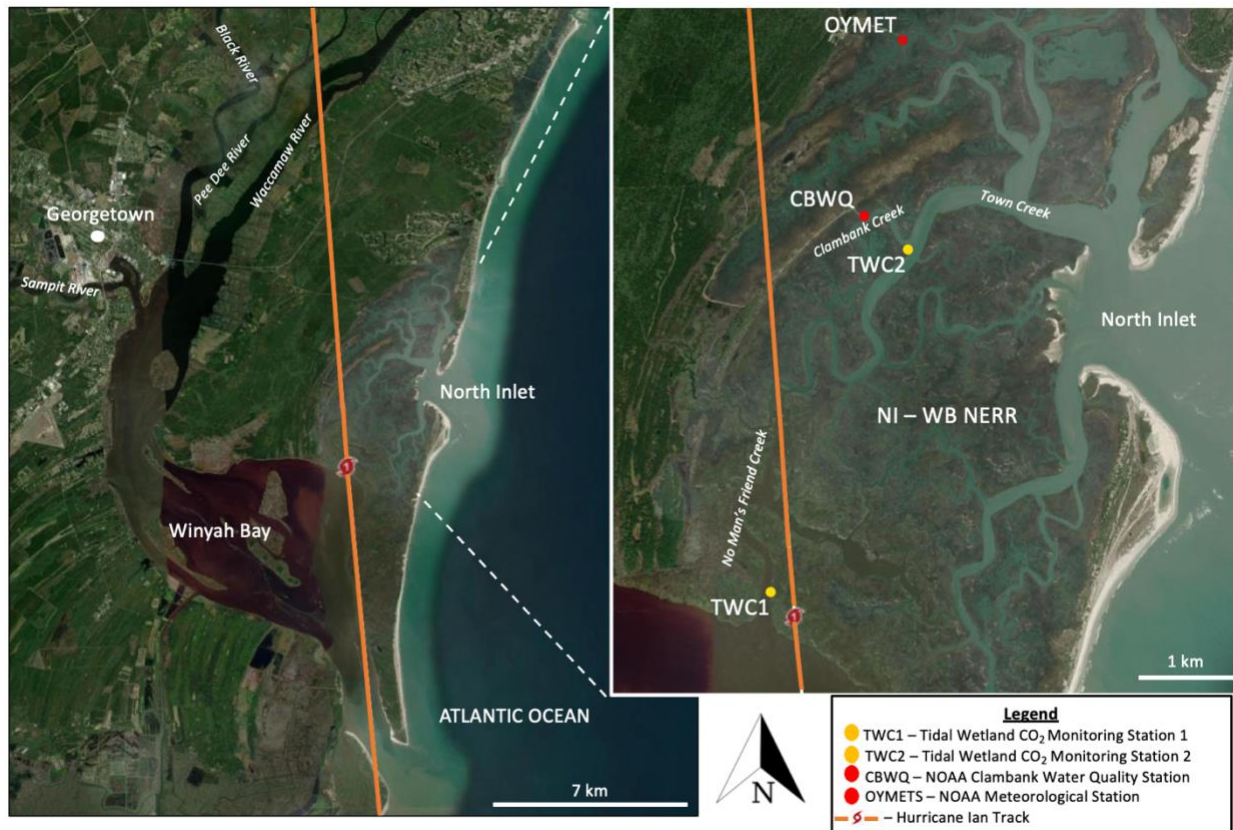 Black River
Pee Dee River
Waccamaw River
Georgetown
Sampit River
North Inlet
1
Winyah Bay
ATLANTIC OCEAN
7 km
OYMET
CBWQ
Clambank Creek
Town Creek
TWC2
North Inlet
NI – WB NERR
No Man's Friend Creek
TWC1
1
1 km
N
Legend
TWC1 – Tidal Wetland CO₂ Monitoring Station 1
TWC2 – Tidal Wetland CO₂ Monitoring Station 2
CBWQ – NOAA Clambank Water Quality Station
OYMETS – NOAA Meteorological Station
– Hurricane Ian Track